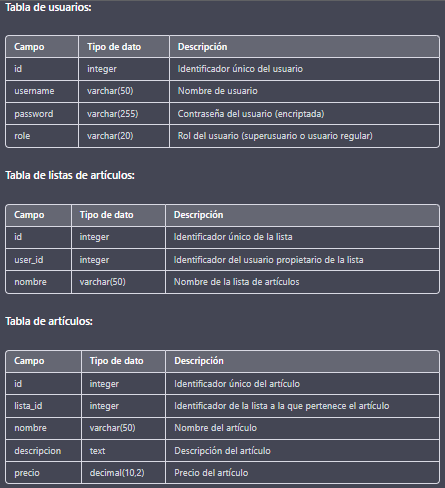 Tabla de usuarios:
Campo Tipo de dato Descripción
id integer Identificador único del usuario
username varchar(50) Nombre de usuario
password varchar(255) Contraseña del usuario (encriptada)
role varchar(20) Rol del usuario (superusuario o usuario regular)
Tabla de listas de artículos:
Campo Tipo de dato Descripción
id integer Identificador único de la lista
user_id integer Identificador del usuario propietario de la lista
nombre varchar(50) Nombre de la lista de artículos
Tabla de artículos:
Campo Tipo de dato Descripción
id integer Identificador único del artículo
lista_id integer Identificador de la lista a la que pertenece el artículo
nombre varchar(50) Nombre del artículo
descripcion text Descripción del artículo
precio decimal(10,2) Precio del artículo